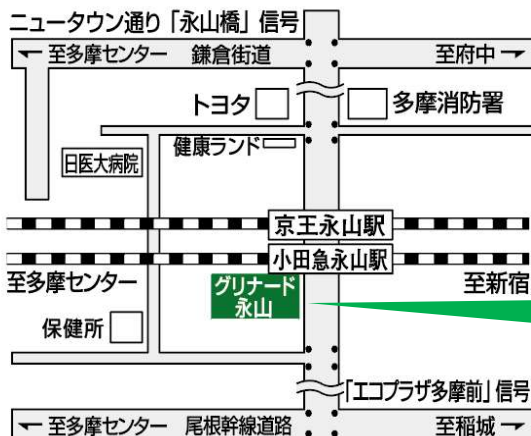 ニュータウン通り「永山橋」信号
←至多摩センター 鎌倉街道 至府中→
トヨタ 多摩消防署
健康ランド
日医大病院
京王永山駅
小田急永山駅
至多摩センター 至新宿
グリナード
永山
保健所
「エコプラザ多摩前」信号
←至多摩センター 尾根幹線道路 至稲城→